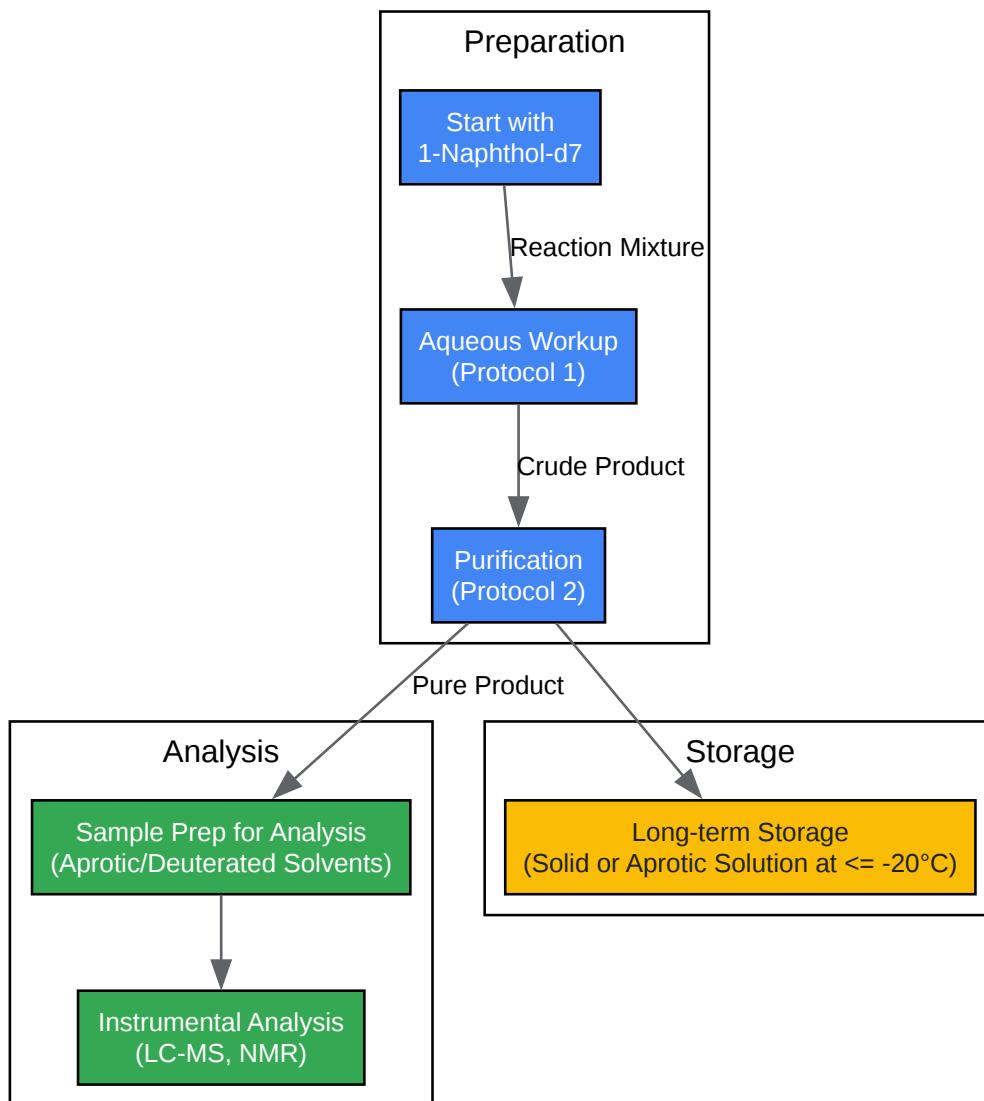 Preparation
Start with
1-Naphthol-d7
Reaction Mixture
Aqueous Workup
(Protocol 1)
Crude Product
Purification
(Protocol 2)
Pure Product
Analysis
Sample Prep for Analysis
(Aprotic/Deuterated Solvents)
Instrumental Analysis
(LC-MS, NMR)
Storage
Long-term Storage
(Solid or Aprotic Solution at <= -20°C)